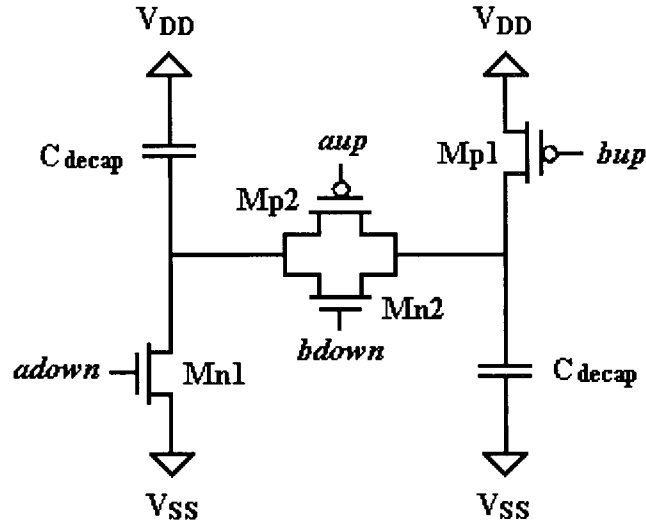 VDD
VDD
Cdecap
aup
Mp1
bup
Mp2
Mn2
adown
Mn1
bdown
Cdecap
VSS
VSS